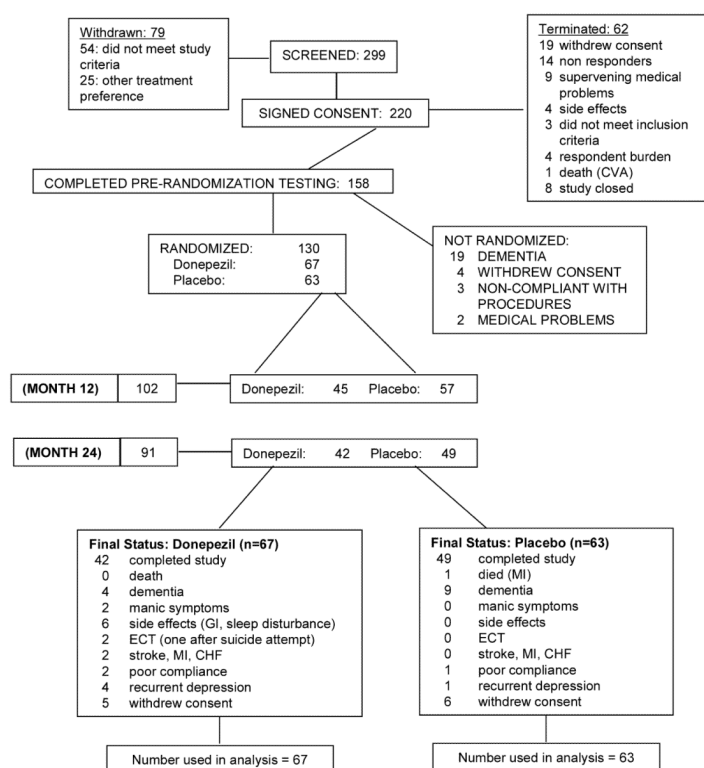 Withdrawn: 79
54: did not meet study
criteria
25: other treatment
preference
SCREENED: 299
Terminated: 62
19 withdrew consent
14 non responders
9 supervening medical
problems
4 side effects
3 did not meet inclusion
criteria
4 respondent burden
1 death (CVA)
8 study closed
SIGNED CONSENT: 220
COMPLETED PRE-RANDOMIZATION TESTING: 158
RANDOMIZED: 130
Donepezil: 67
Placebo: 63
NOT RANDOMIZED:
19 DEMENTIA
4 WITHDREW CONSENT
3 NON-COMPLIANT WITH
PROCEDURES
2 MEDICAL PROBLEMS
(MONTH 12) 102 Donepezil: 45 Placebo: 57
(MONTH 24) 91 Donepezil: 42 Placebo: 49
Final Status: Donepezil (n=67)
42 completed study
0 death
4 dementia
2 manic symptoms
6 side effects (GI, sleep disturbance)
2 ECT (one after suicide attempt)
2 stroke, MI, CHF
2 poor compliance
4 recurrent depression
5 withdrew consent
Number used in analysis = 67
Final Status: Placebo (n=63)
49 completed study
1 died (MI)
9 dementia
0 manic symptoms
0 side effects
0 ECT
0 stroke, MI, CHF
1 poor compliance
1 recurrent depression
6 withdrew consent
Number used in analysis = 63